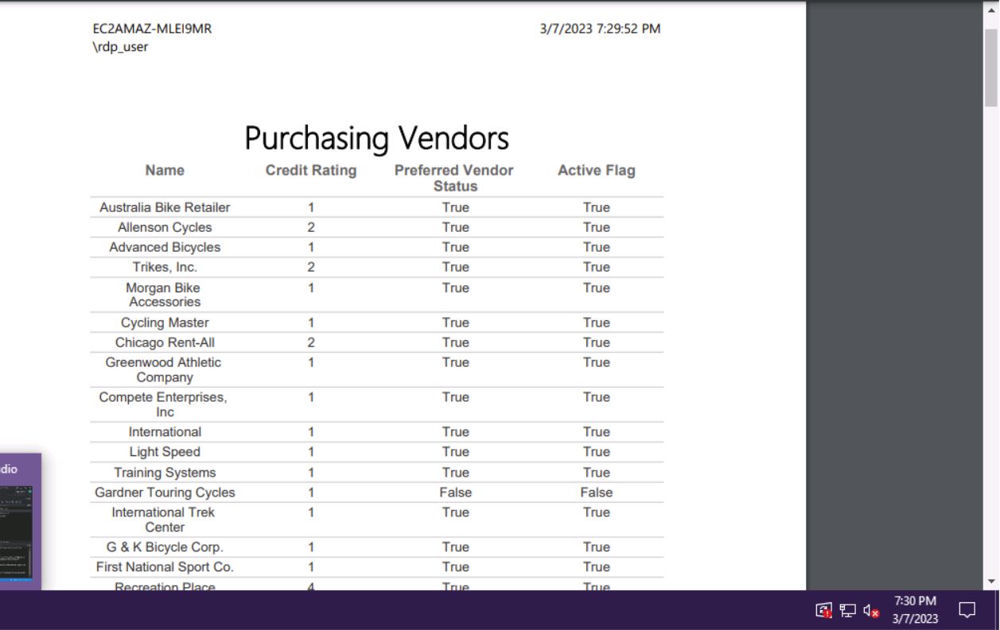 EC2AMAZ-MLEI9MR 3/7/2023 7:29:52 PM
\rdp_user
Purchasing Vendors
Name Credit Rating Preferred Vendor Active Flag
Status
Australia Bike Retailer 1 True True
Allenson Cycles 2 True True
Advanced Bicycles 1 True True
Trikes, Inc. 2 True True
Morgan Bike 1 True True
Accessories
Cycling Master 1 True True
Chicago Rent-All 2 True True
Greenwood Athletic 1 True True
Company
Compete Enterprises, 1 True True
Inc
International 1 True True
Light Speed 1 True True
Training Systems 1 True True
Gardner Touring Cycles 1 False False
International Trek 1 True True
Center
G & K Bicycle Corp. 1 True True
First National Sport Co. 1 True True
Recreation Place 4 True True
dio
7:30 PM
3/7/2023